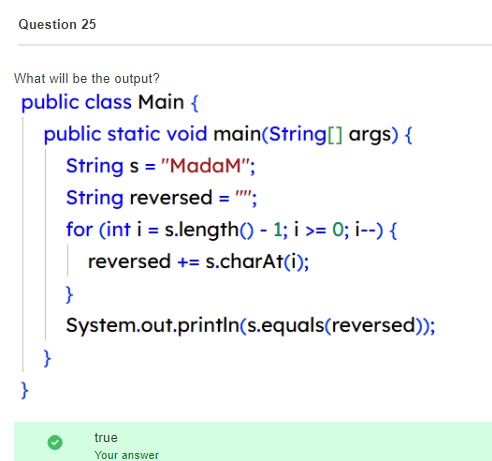 Question 25
What will be the output?
public class Main {
public static void main(String[] args) {
String s = "MadaM";
String reversed = "";
for (int i = s.length() - 1; i >= 0; i--) {
reversed += s.charAt(i);
}
System.out.println(s.equals(reversed));
}
}
true
Your answer